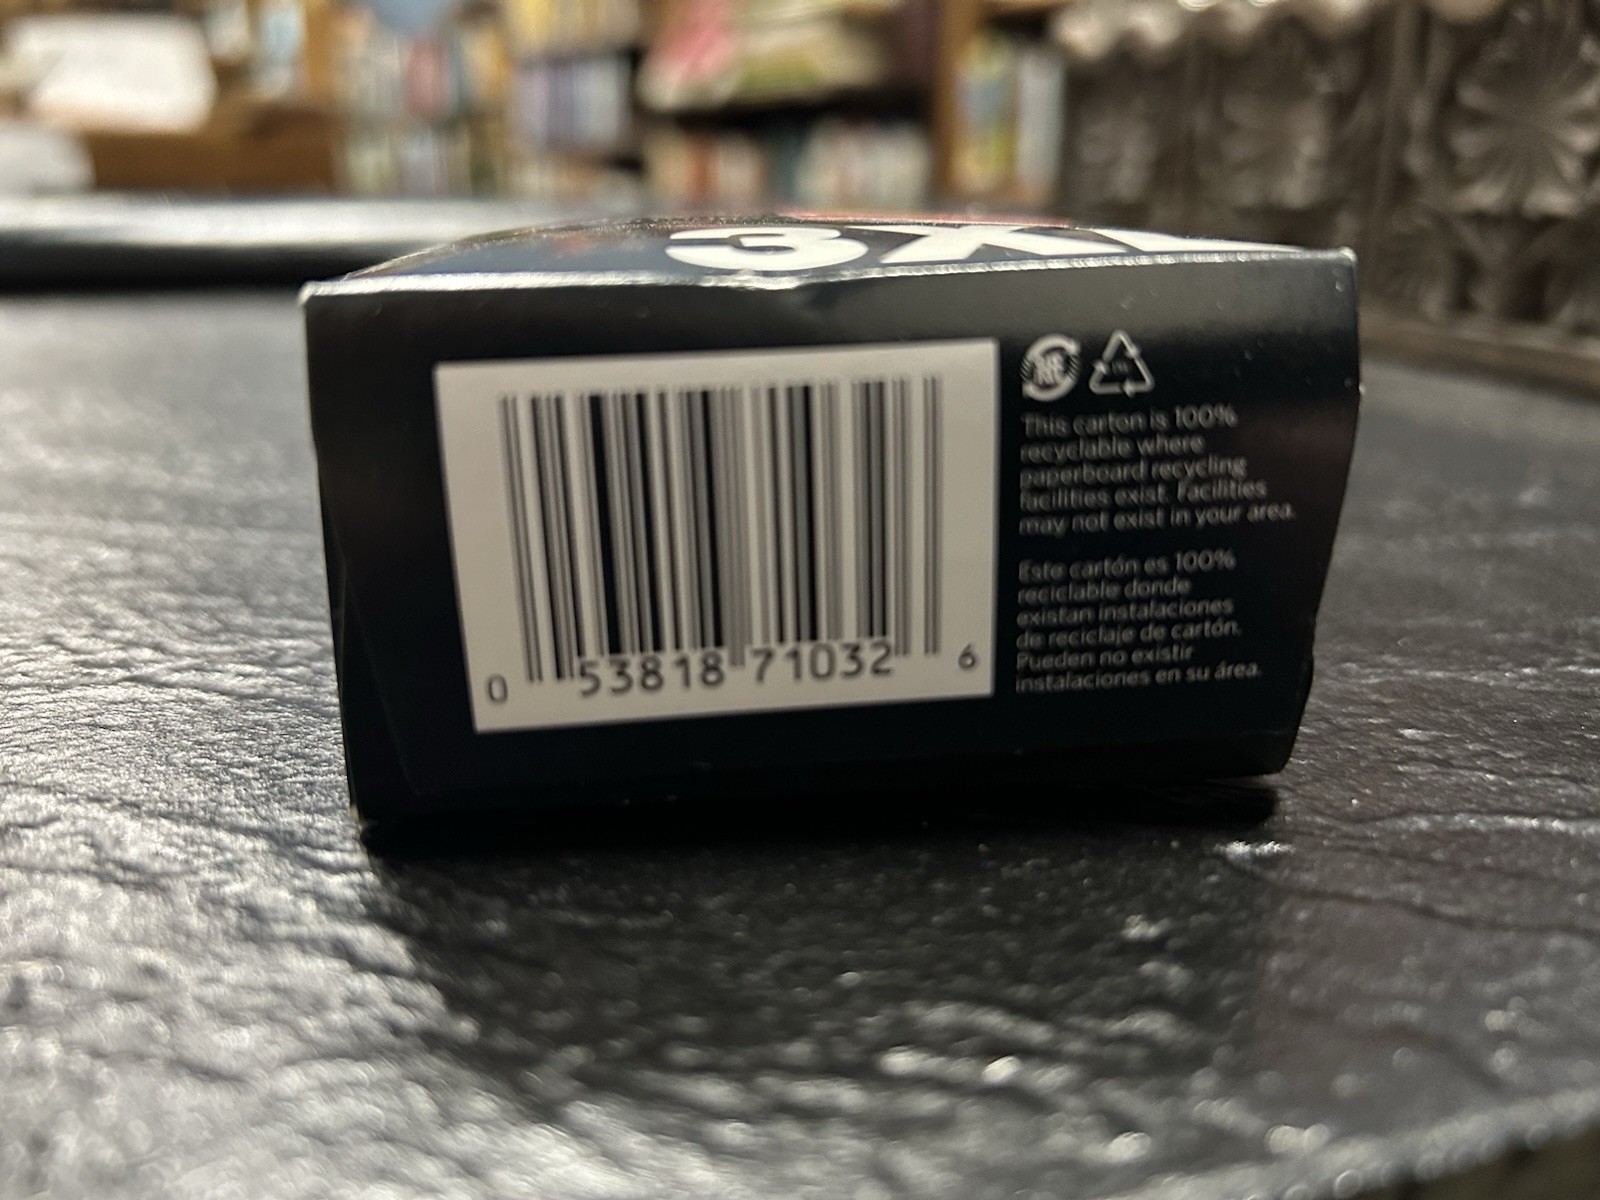 3XL
0 53818 71032 6
This carton is 100%
recyclable where
paperboard recycling
facilities exist. Facilities
may not exist in your area.
Este cartón es 100%
reciclable donde
existan instalaciones
de reciclaje de cartón.
Pueden no existir
instalaciones en su área.